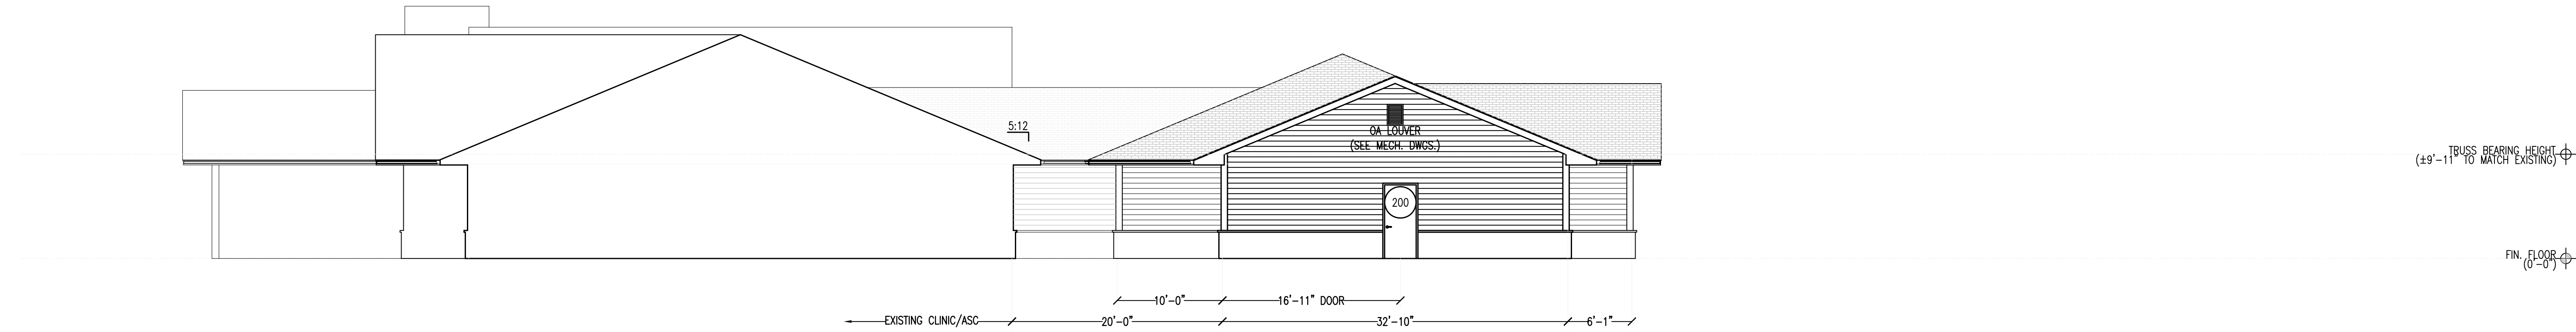 5:12
OA LOUVER
(SEE MECH. DWGS.)
TRUSS BEARING HEIGHT
(±9'-11" TO MATCH EXISTING)
200
FIN. FLOOR
(0'-0")
10'-0"
16'-11" DOOR
EXISTING CLINIC/ASC
20'-0"
32'-10"
6'-1"